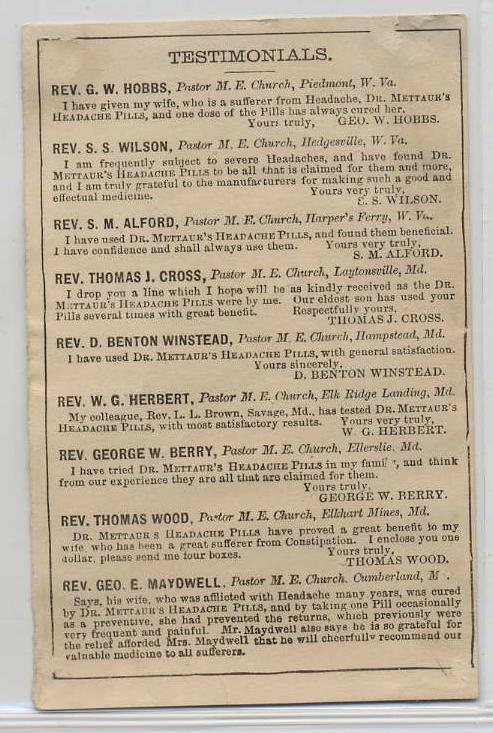 TESTIMONIALS.
REV. G. W. HOBBS, Pastor M. E. Church, Piedmont, W. Va.
I have given my wife, who is a sufferer from Headache, DR. METTAUR'S
HEADACHE PILLS, and one dose of the Pills has always cured her.
Yours truly, GEO. W. HOBBS.
REV. S. S. WILSON, Pastor M. E. Church, Hedgesville, W. Va.
I am frequently subject to severe Headaches, and have found DR.
METTAUR'S HEADACHE PILLS to be all that is claimed for them and more,
and I am truly grateful to the manufacturers for making such a good and
effectual medicine. Yours very truly,
S. S. WILSON.
REV. S. M. ALFORD, Pastor M. E. Church, Harper's Ferry, W. Va.
I have used DR. METTAUR'S HEADACHE PILLS, and found them beneficial.
I have confidence and shall always use them. Yours very truly,
S. M. ALFORD.
REV. THOMAS J. CROSS, Pastor M. E. Church, Laytonsville, Md.
I drop you a line which I hope will be as kindly received as the DR.
METTAUR'S HEADACHE PILLS were by me. Our eldest son has used your
Pills several times with great benefit. Respectfully yours,
THOMAS J. CROSS.
REV. D. BENTON WINSTEAD, Pastor M. E. Church, Hampstead, Md.
I have used DR. METTAUR'S HEADACHE PILLS, with general satisfaction.
Yours sincerely,
D. BENTON WINSTEAD.
REV. W. G. HERBERT, Pastor M. E. Church, Elk Ridge Landing, Md.
My colleague, Rev. L. L. Brown, Savage, Md., has tested DR. METTAUR'S
HEADACHE PILLS, with most satisfactory results. Yours very truly,
W. G. HERBERT.
REV. GEORGE W. BERRY, Pastor M. E. Church, Ellerslie, Md.
I have tried DR. METTAUR'S HEADACHE PILLS in my family, and think
from our experience they are all that are claimed for them.
Yours truly,
GEORGE W. BERRY.
REV. THOMAS WOOD, Pastor M. E. Church, Elkhart Mines, Md.
DR. METTAUR'S HEADACHE PILLS have proved a great benefit to my
wife, who has been a great sufferer from Constipation. I enclose you one
dollar, please send me four boxes. Yours truly,
THOMAS WOOD.
REV. GEO. E. MAYDWELL, Pastor M. E. Church, Cumberland, M .
Says, his wife, who was afflicted with Headache many years, was cured
by DR. METTAUR'S HEADACHE PILLS, and by taking one Pill occasionally
as a preventive, she had prevented the returns, which previously were
very frequent and painful. Mr. Maydwell also says he is so grateful for
the relief afforded Mrs. Maydwell that he will cheerfully recommend our
valuable medicine to all sufferers.